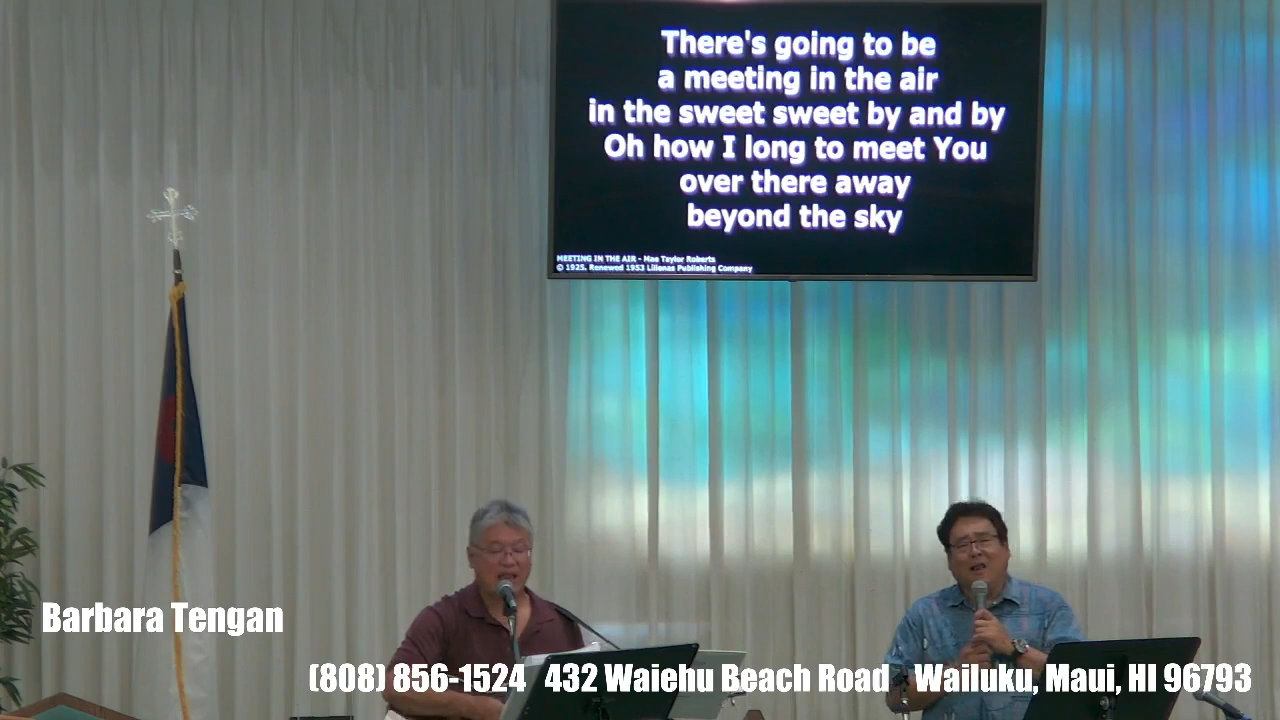 There's going to be
a meeting in the air
in the sweet sweet by and by
Oh how I long to meet You
over there away
beyond the sky
MEETING IN THE AIR - Mae Taylor Roberts
© 1925. Renewed 1953 Lillenas Publishing Company
Barbara Tengan
(808) 856-1524 432 Waiehu Beach Road Wailuku, Maui, HI 96793